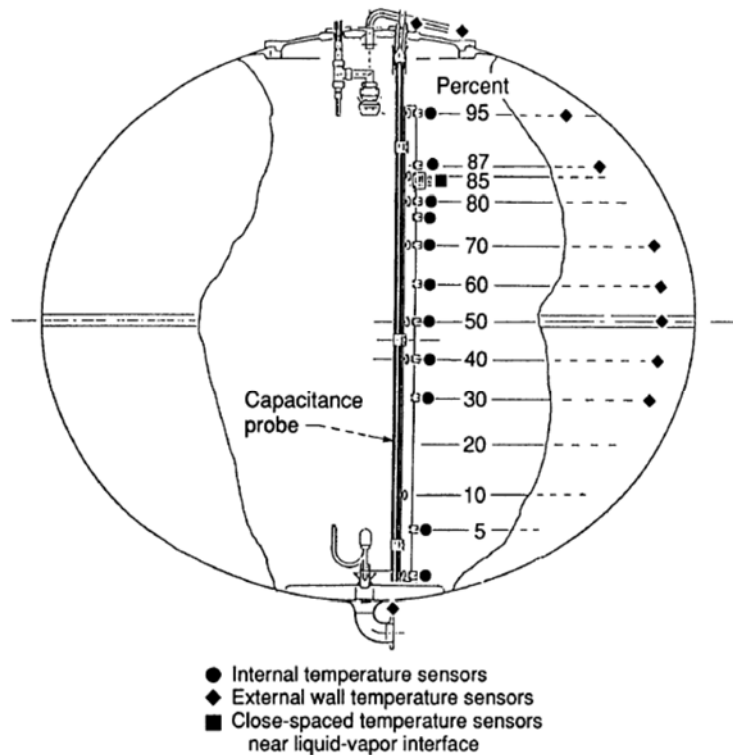 Percent
95
87
85
80
70
60
50
40
30
Capacitance
probe
20
10
5
Internal temperature sensors
External wall temperature sensors
Close-spaced temperature sensors
near liquid-vapor interface